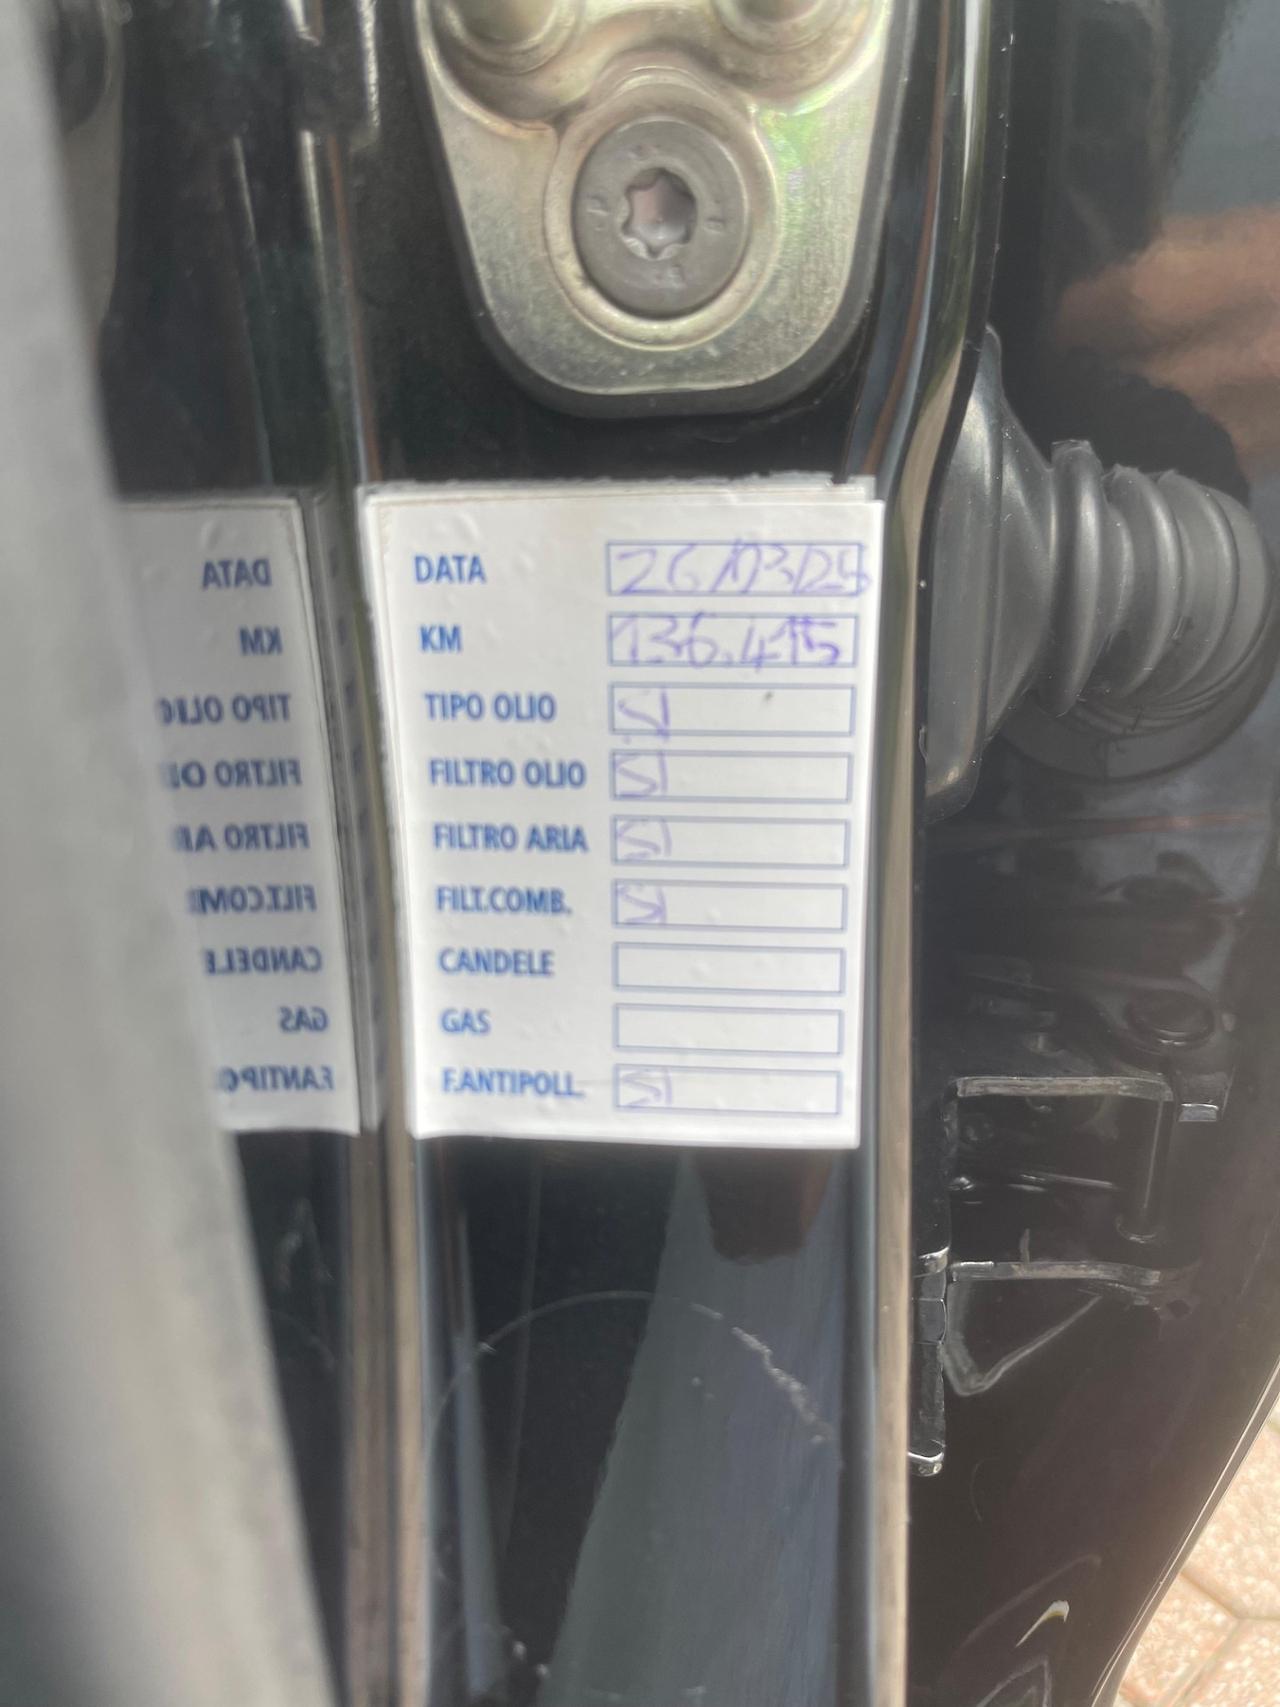 DATA 26/03/25
KM 136.415
TIPO OLIO SI
FILTRO OLIO SI
FILTRO ARIA SI
FILT.COMB. SI
CANDELE
GAS
F.ANTIPOLL. SI